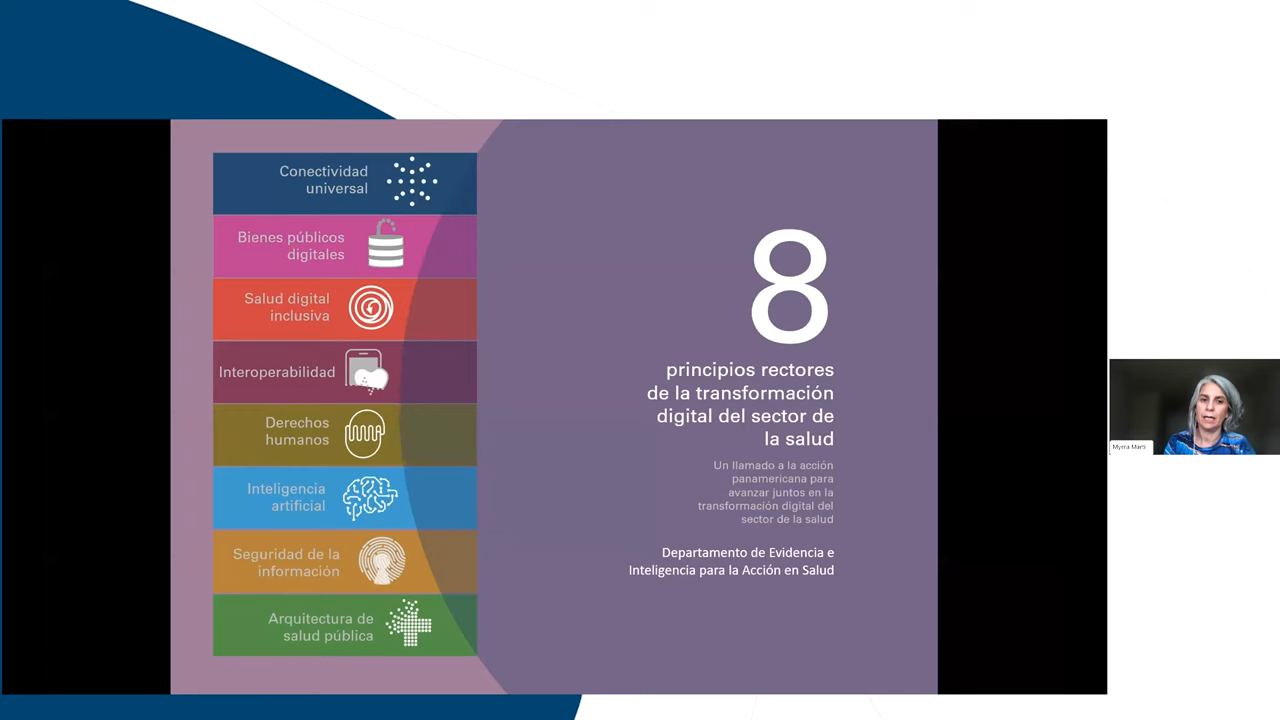 Conectividad
universal
Bienes públicos
digitales
Salud digital
inclusiva
Interoperabilidad
Derechos
humanos
Inteligencia
artificial
Seguridad de la
información
Arquitectura de
salud pública
8
principios rectores
de la transformación
digital del sector de
la salud
Un llamado a la acción
panamericana para
avanzar juntos en la
transformación digital del
sector de la salud
Departamento de Evidencia e
Inteligencia para la Acción en Salud
Myrna Marti